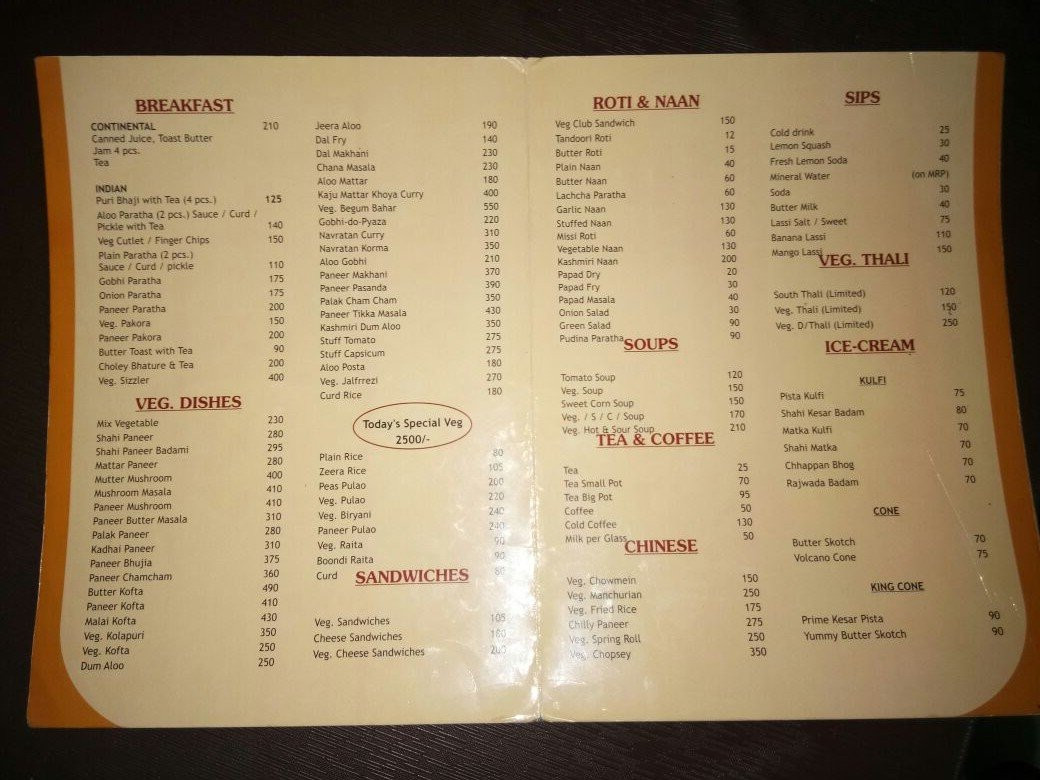 BREAKFAST
CONTINENTAL 210
Canned Juice, Toast Butter
Jam 4 pcs.
Tea
INDIAN
Puri Bhaji with Tea (4 pcs.) 125
Aloo Paratha (2 pcs.) Sauce / Curd /
Pickle with Tea 140
Veg Cutlet / Finger Chips 150
Plain Paratha (2 pcs.)
Sauce / Curd / pickle 110
Gobhi Paratha 175
Onion Paratha 175
Paneer Paratha 200
Veg. Pakora 150
Paneer Pakora 200
Butter Toast with Tea 90
Choley Bhature & Tea 200
Veg. Sizzler 400
VEG. DISHES
Mix Vegetable 230
Shahi Paneer 280
Shahi Paneer Badami 295
Mattar Paneer 280
Mutter Mushroom 400
Mushroom Masala 410
Paneer Mushroom 410
Paneer Butter Masala 310
Palak Paneer 280
Kadhai Paneer 310
Paneer Bhujia 375
Paneer Chamcham 360
Butter Kofta 490
Paneer Kofta 410
Malai Kofta 430
Veg. Kolapuri 350
Veg. Kofta 250
Dum Aloo 250
Jeera Aloo 190
Dal Fry 140
Dal Makhani 230
Chana Masala 230
Aloo Mattar 180
Kaju Mattar Khoya Curry 400
Veg. Begum Bahar 550
Gobhi-do-Pyaza 220
Navratan Curry 310
Navratan Korma 350
Aloo Gobhi 210
Paneer Makhani 370
Paneer Pasanda 390
Palak Cham Cham 350
Paneer Tikka Masala 430
Kashmiri Dum Aloo 350
Stuff Tomato 275
Stuff Capsicum 275
Aloo Posta 180
Veg. Jalfrrezi 270
Curd Rice 180
Today's Special Veg
2500/-
Plain Rice 80
Zeera Rice 105
Peas Pulao 200
Veg. Pulao 220
Veg. Biryani 240
Paneer Pulao 240
Veg. Raita 90
Boondi Raita 90
Curd 80
SANDWICHES
Veg. Sandwiches 105
Cheese Sandwiches
Veg. Cheese Sandwiches 200
ROTI & NAAN
Veg Club Sandwich 150
Tandoori Roti 12
Butter Roti 15
Plain Naan 40
Butter Naan 60
Lachcha Paratha 60
Garlic Naan 130
Stuffed Naan 130
Missi Roti 60
Vegetable Naan 130
Kashmiri Naan 200
Papad Dry 20
Papad Fry 30
Papad Masala 40
Onion Salad 30
Green Salad 90
Pudina Paratha 90
SOUPS
Tomato Soup 120
Veg. Soup 150
Sweet Corn Soup 150
Veg. / S / C / Soup 170
Veg. Hot & Sour Soup 210
TEA & COFFEE
Tea 25
Tea Small Pot 70
Tea Big Pot 95
Coffee 50
Cold Coffee 130
Milk per Glass 50
CHINESE
Veg. Chowmein 150
Veg. Manchurian 250
Veg. Fried Rice 175
Chilly Paneer 275
Veg. Spring Roll 250
Veg. Chopsey 350
SIPS
Cold drink 25
Lemon Squash 30
Fresh Lemon Soda 40
Mineral Water (on MRP)
Soda 30
Butter Milk 40
Lassi Salt / Sweet 75
Banana Lassi 110
Mango Lassi 150
VEG. THALI
South Thali (Limited) 120
Veg. Thali (Limited) 150
Veg. D/Thali (Limited) 250
ICE-CREAM
KULFI
Pista Kulfi 75
Shahi Kesar Badam 80
Matka Kulfi 70
Shahi Matka 70
Chhappan Bhog 70
Rajwada Badam 70
CONE
Butter Skotch 70
Volcano Cone 75
KING CONE
Prime Kesar Pista 90
Yummy Butter Skotch 90